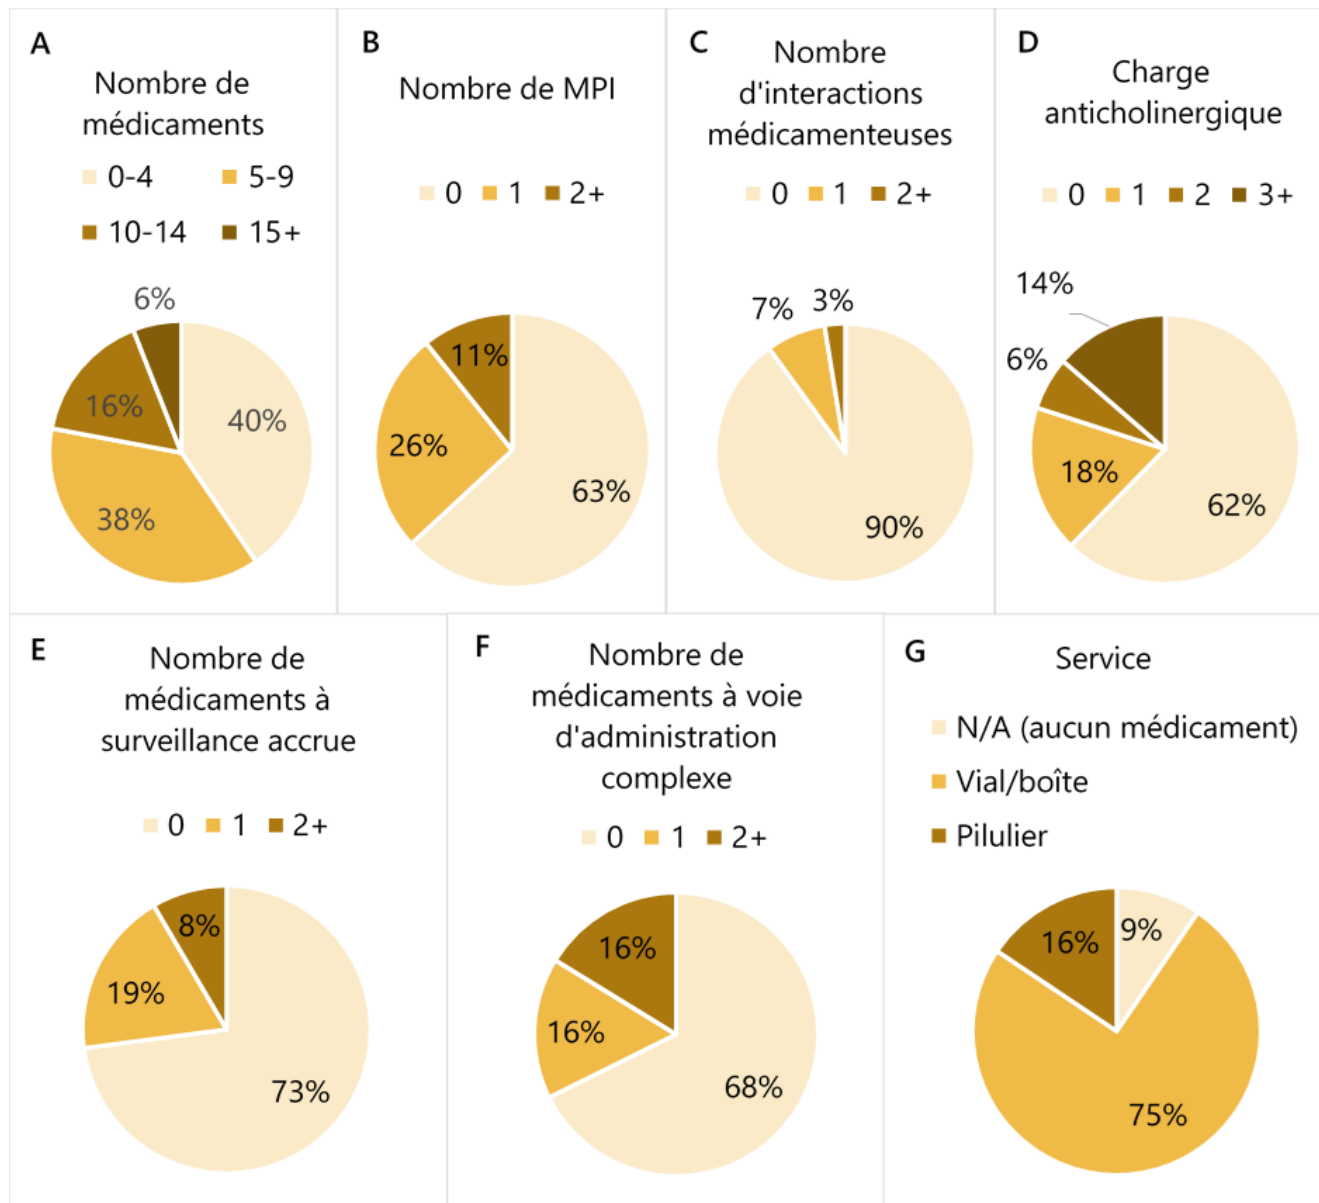 A
Nombre de
médicaments
0-4 5-9
10-14 15+
6%
16%
40%
38%
B
Nombre de MPI
0 1 2+
11%
26%
63%
C
Nombre
d'interactions
médicamenteuses
0 1 2+
7% 3%
90%
D
Charge
anticholinergique
0 1 2 3+
14%
6%
18%
62%
E
Nombre de
médicaments à
surveillance accrue
0 1 2+
8%
19%
73%
F
Nombre de
médicaments à voie
d'administration
complexe
0 1 2+
16%
16%
68%
G
Service
N/A (aucun médicament)
Vial/boîte
Pilulier
16% 9%
75%